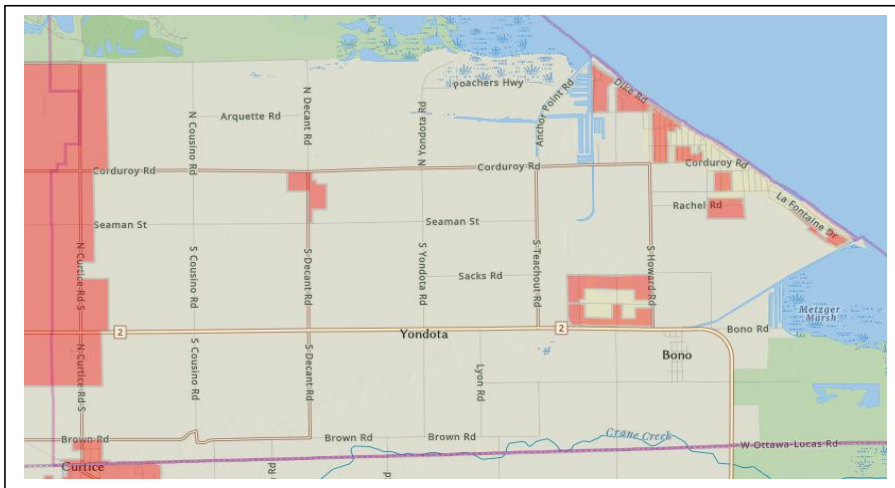 Poachers Hwy
Dike Rd
Anchor Point Rd
Arquette Rd
N Decant Rd
N Cousino Rd
N Yondota Rd
Corduroy Rd
Corduroy Rd
Corduroy Rd
Rachel Rd
La Fontaine Dr
Seaman St
Seaman St
N Curtice Rd S
S Cousino Rd
S Decant Rd
S Yondota Rd
Sacks Rd
S Teachout Rd
S Howard Rd
Metzger
Marsh
2
Yondota
2
Bono Rd
Bono
N Curtice Rd S
S Cousino Rd
S Decant Rd
Lyon Rd
Brown Rd
Brown Rd
Brown Rd
Crane Creek
W Ottawa-Lucas Rd
Curtice
Rd